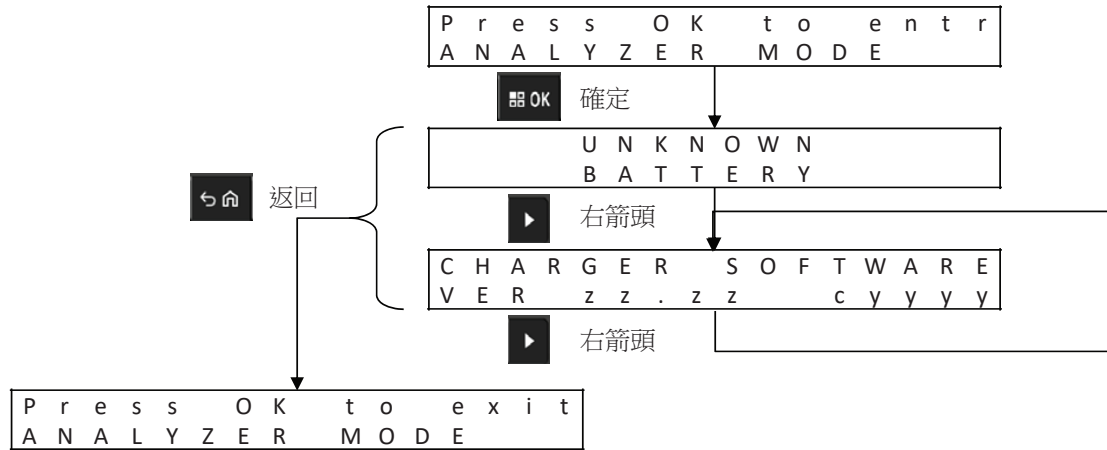 Press OK to entr
ANALYZER MODE
OK 確定
UNKNOWN
BATTERY
返回
右箭頭
CHARGER SOFTWARE
VER zz.zz cyyyy
右箭頭
Press OK to exit
ANALYZER MODE